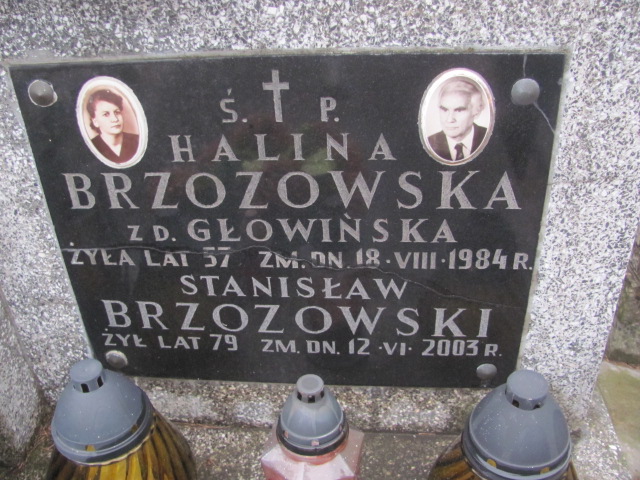 Ś. P.
HALINA
BRZOZOWSKA
Z D. GŁOWIŃSKA
ŻYŁA LAT 57 ZM. DN. 18·VIII·1984 R.
STANISŁAW
BRZOZOWSKI
ŻYŁ LAT 79 ZM. DN. 12·VI·2003 R.